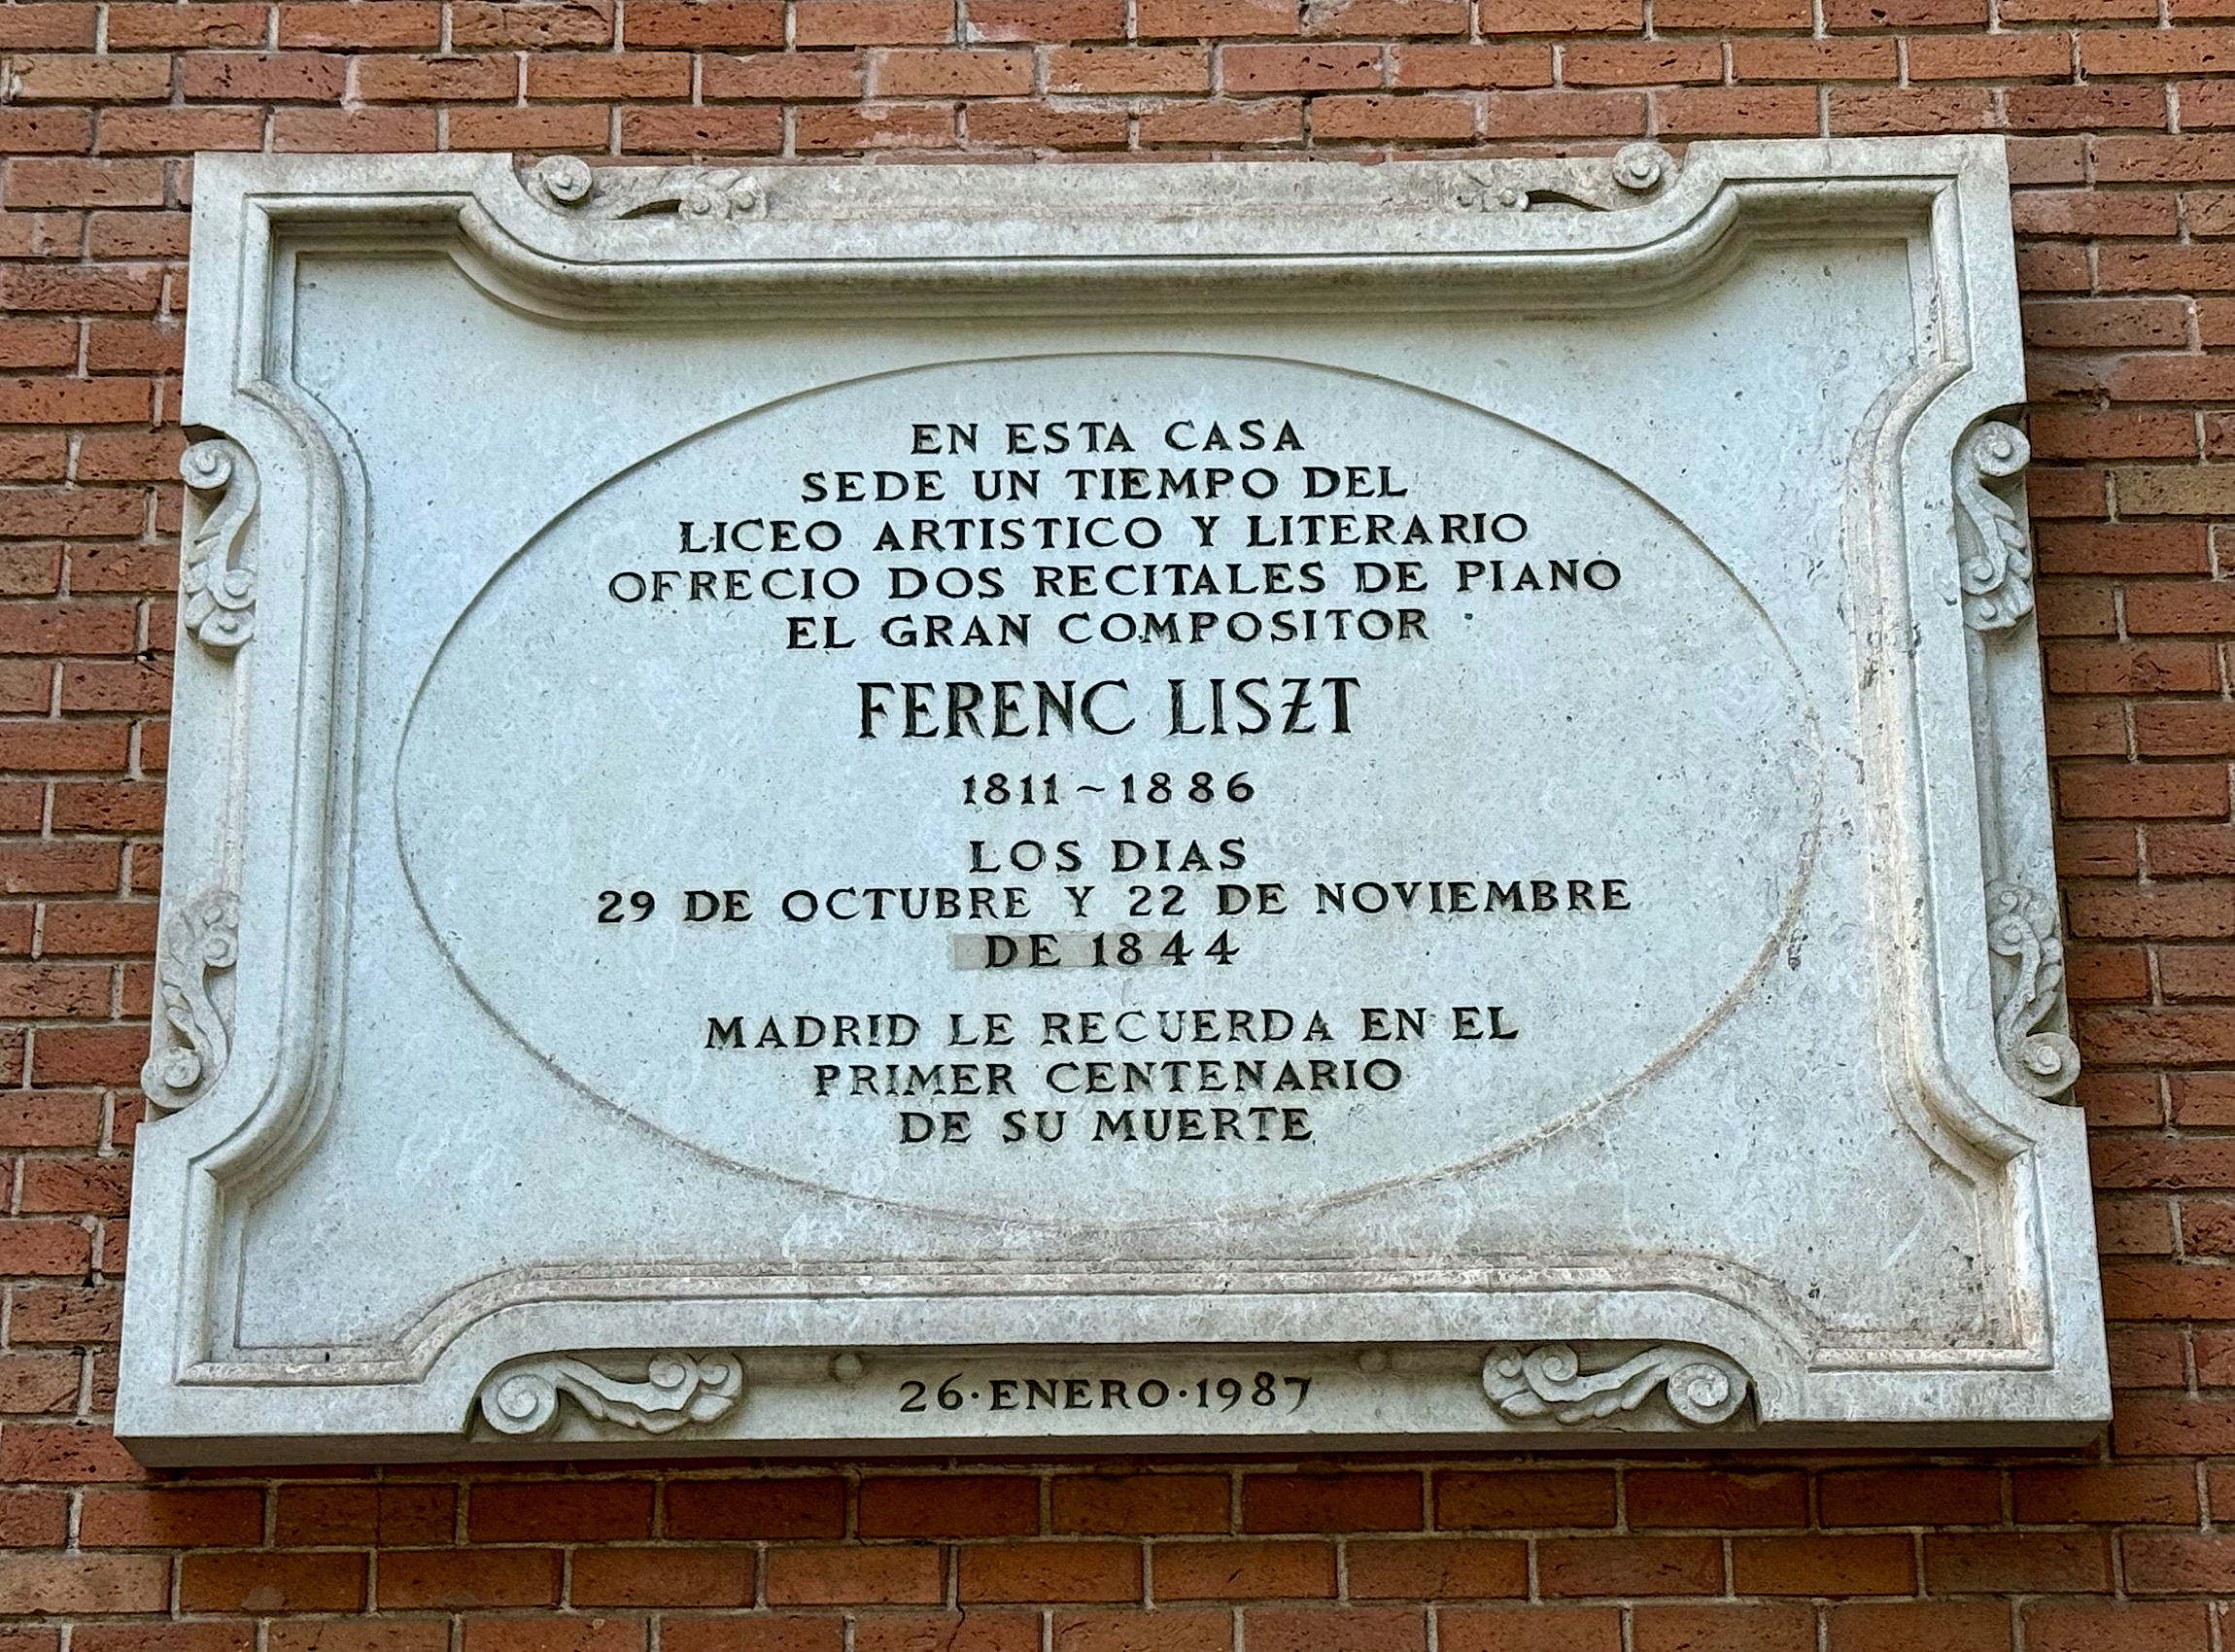 EN ESTA CASA
SEDE UN TIEMPO DEL
LICEO ARTISTICO Y LITERARIO
OFRECIO DOS RECITALES DE PIANO
EL GRAN COMPOSITOR
FERENC LISZT
1811~1886
LOS DIAS
29 DE OCTUBRE Y 22 DE NOVIEMBRE
DE 1844
MADRID LE RECUERDA EN EL
PRIMER CENTENARIO
DE SU MUERTE
26·ENERO·1987